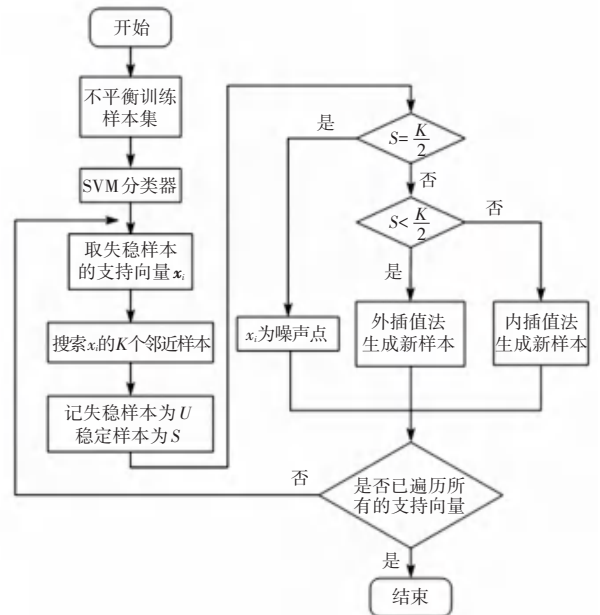 开始
不平衡训练
样本集
SVM分类器
取失稳样本
的支持向量 xᵢ
搜索xᵢ的K个邻近样本
记失稳样本为 U
稳定样本为 S
S=K/2
是
否
S<K/2
否
是
xᵢ为噪声点
外插值法
生成新样本
内插值法
生成新样本
是否已遍历所
有的支持向量
否
是
结束